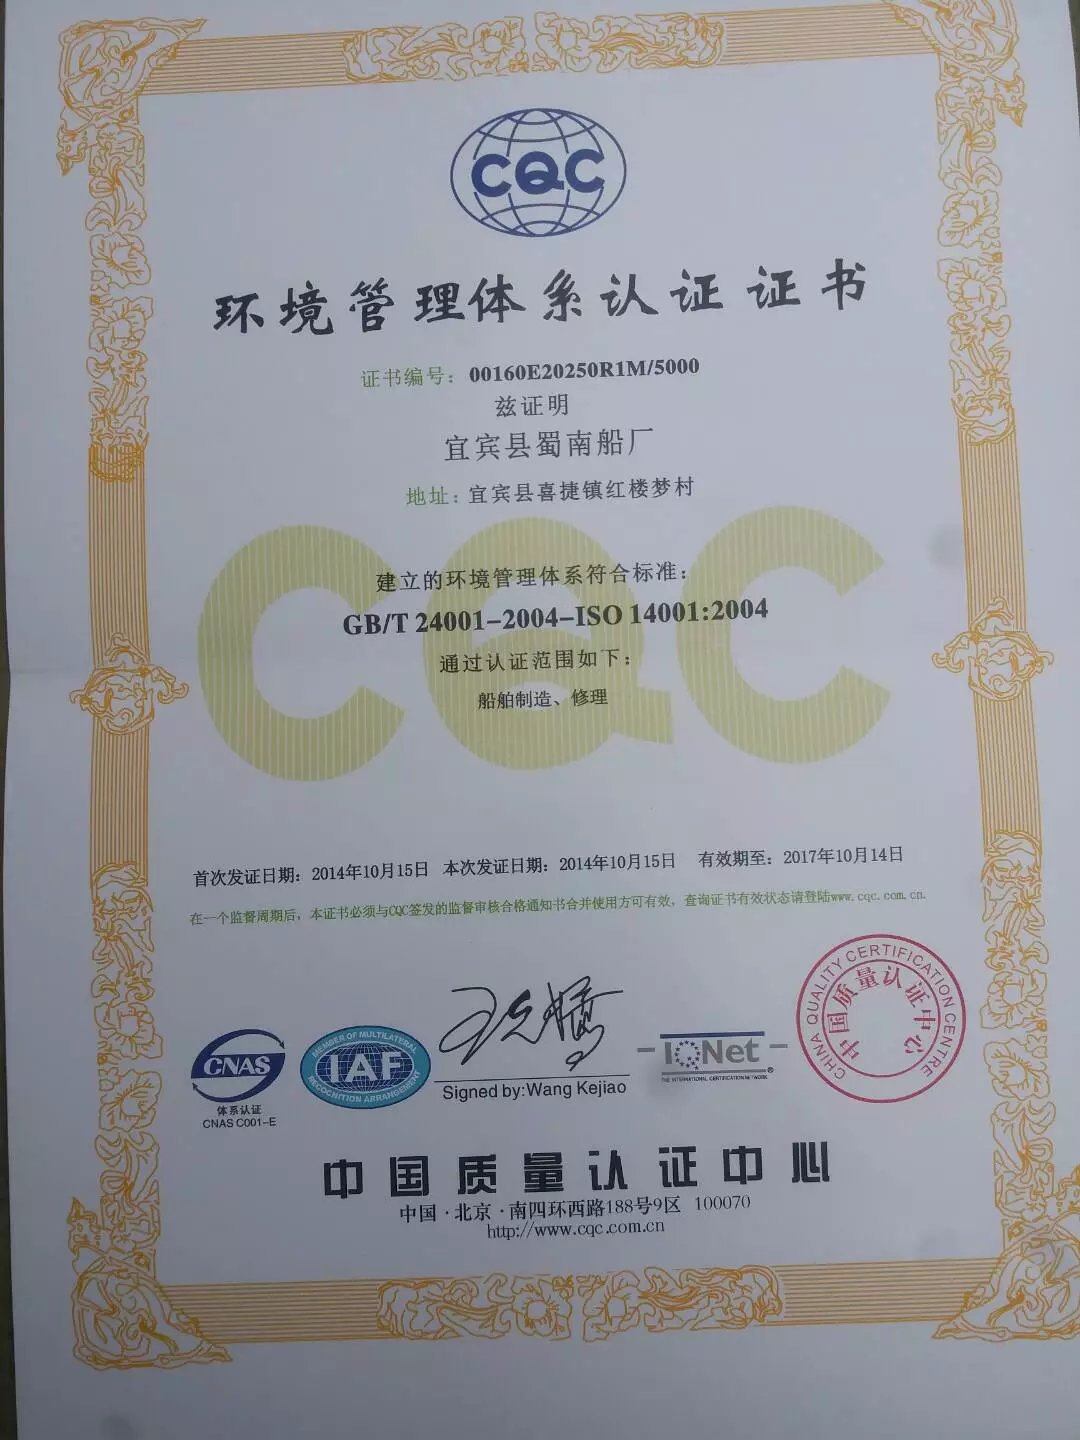 CQC
环境管理体系认证证书
证书编号：00160E20250R1M/5000
兹证明
宜宾县蜀南船厂
地址：宜宾县喜捷镇红楼梦村
CQC
建立的环境管理体系符合标准：
GB/T 24001-2004-ISO 14001:2004
通过认证范围如下：
船舶制造、修理
首次发证日期：2014年10月15日 本次发证日期：2014年10月15日 有效期至：2017年10月14日
在一个监督周期后，本证书必须与CQC签发的监督审核合格通知书合并使用方可有效，查询证书有效状态请登陆www.cqc.com.cn.
CNAS
体系认证
CNAS C001-E
MEMBER OF MULTILATERAL
IAF
RECOGNITION ARRANGEMENT
Signed by:Wang Kejiao
IQNet ®
THE INTERNATIONAL CERTIFICATION NETWORK
CHINA QUALITY CERTIFICATION CENTRE
中国质量认证中心
中国质量认证中心
中国·北京·南四环西路188号9区 100070
http://www.cqc.com.cn